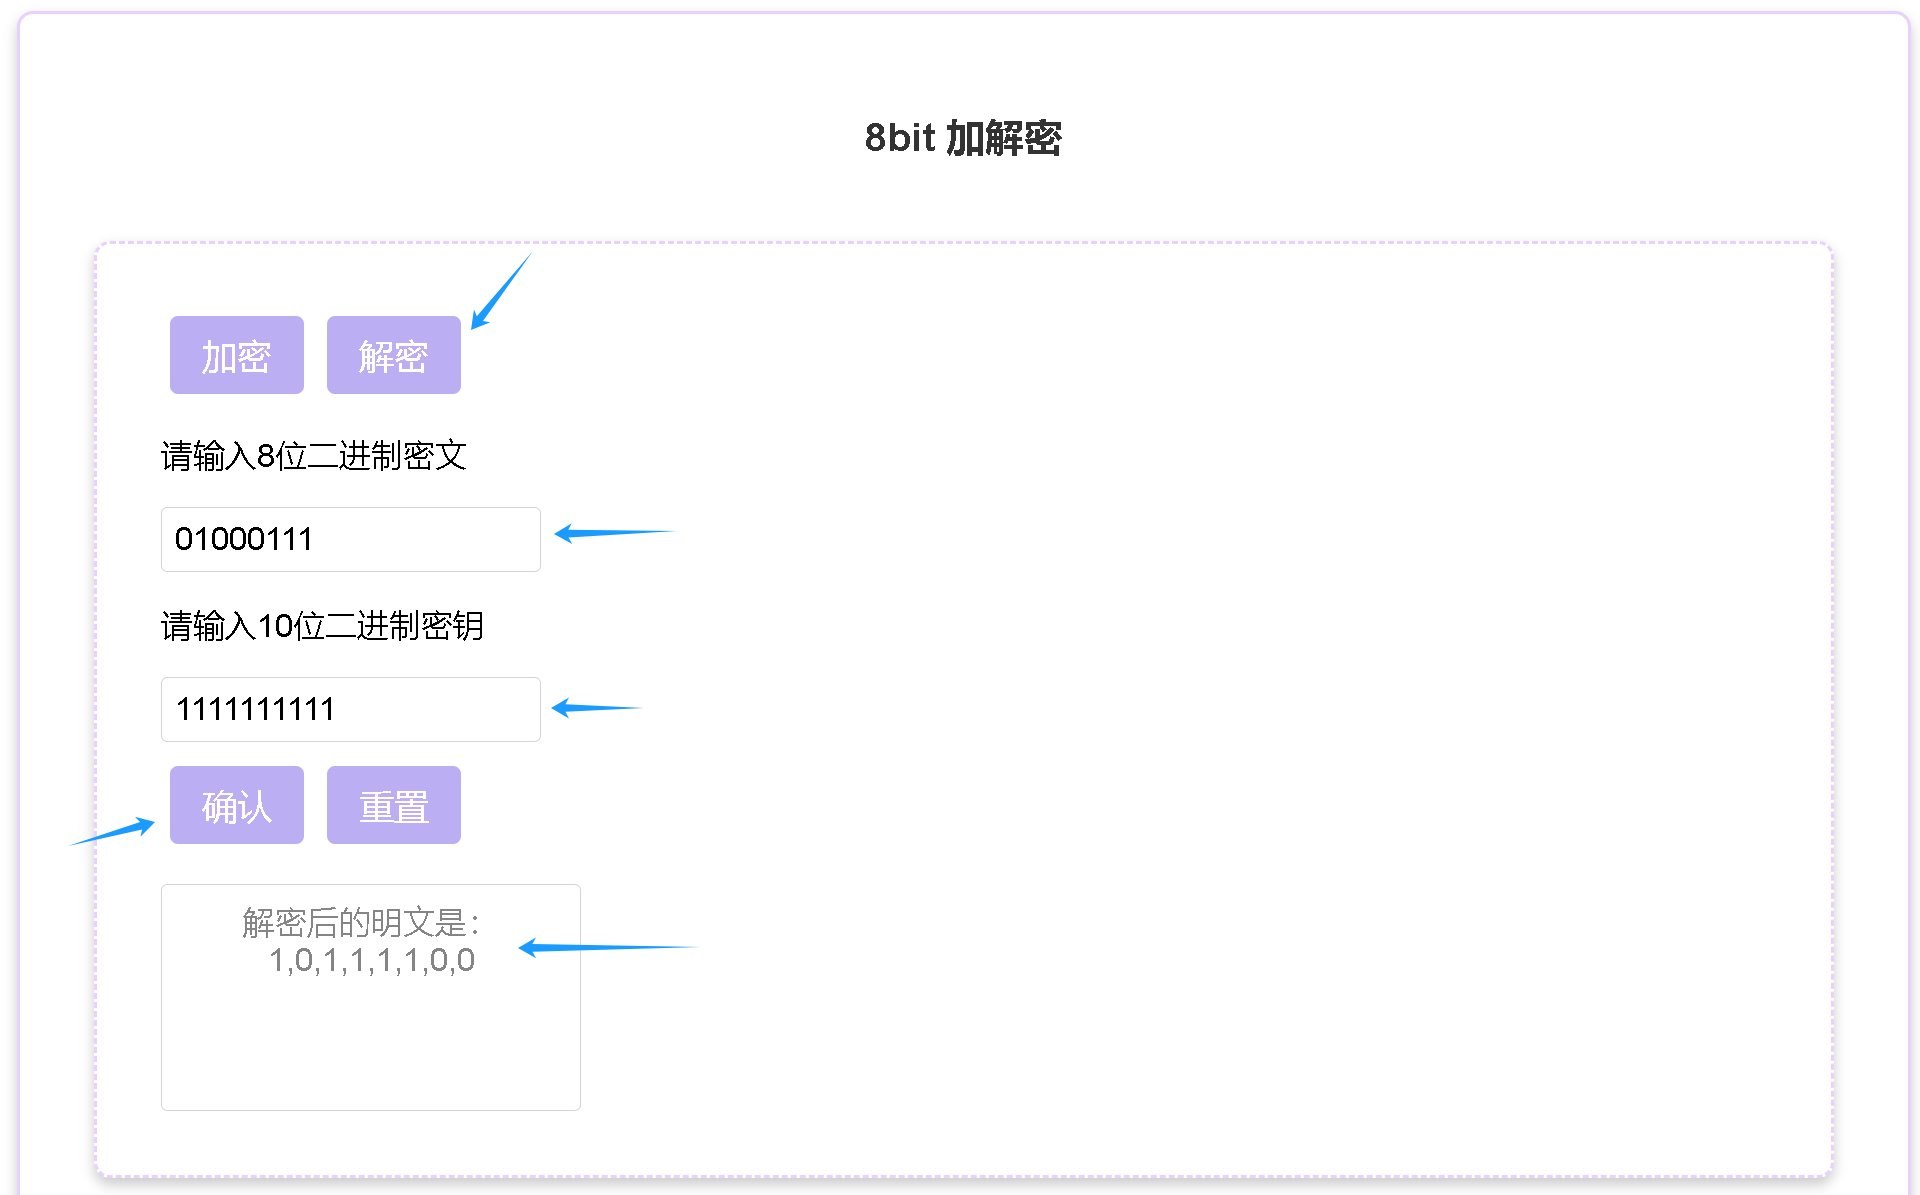 8bit 加解密
加密 解密
请输入8位二进制密文
01000111
请输入10位二进制密钥
1111111111
确认 重置
解密后的明文是：
1,0,1,1,1,1,0,0